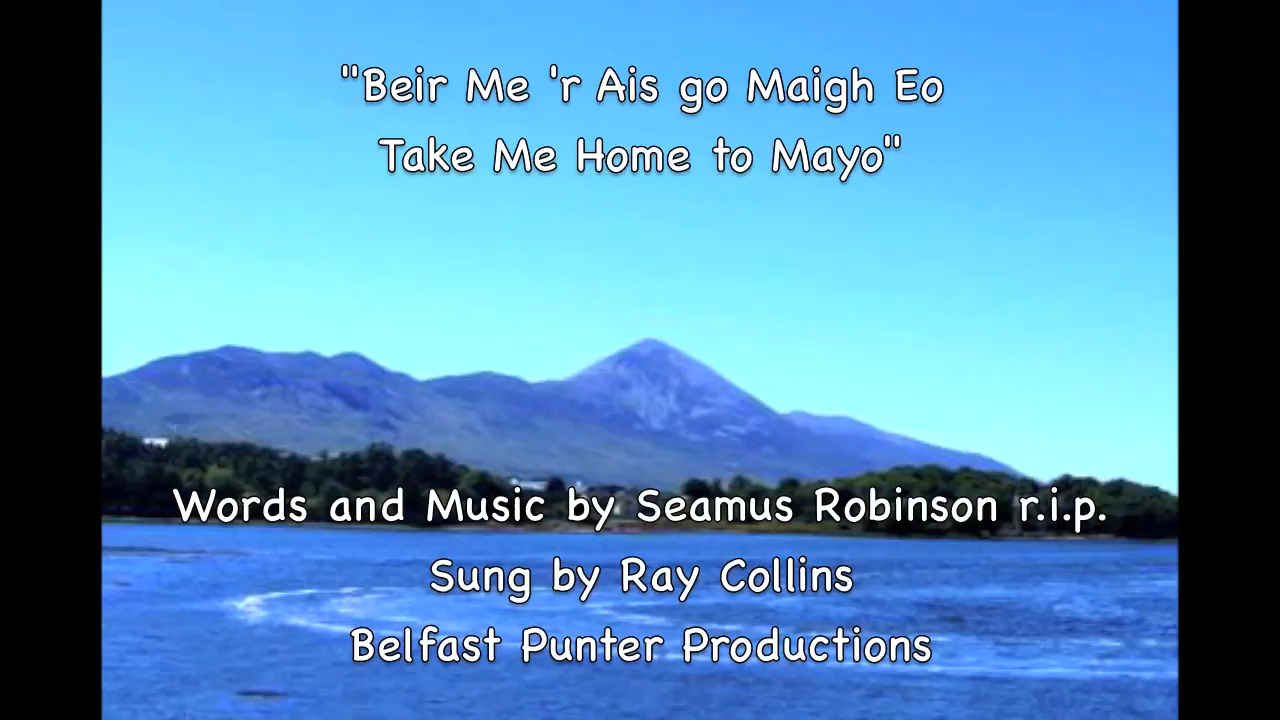 "Beir Me 'r Ais go Maigh Eo
Take Me Home to Mayo"
Words and Music by Seamus Robinson r.i.p.
Sung by Ray Collins
Belfast Punter Productions